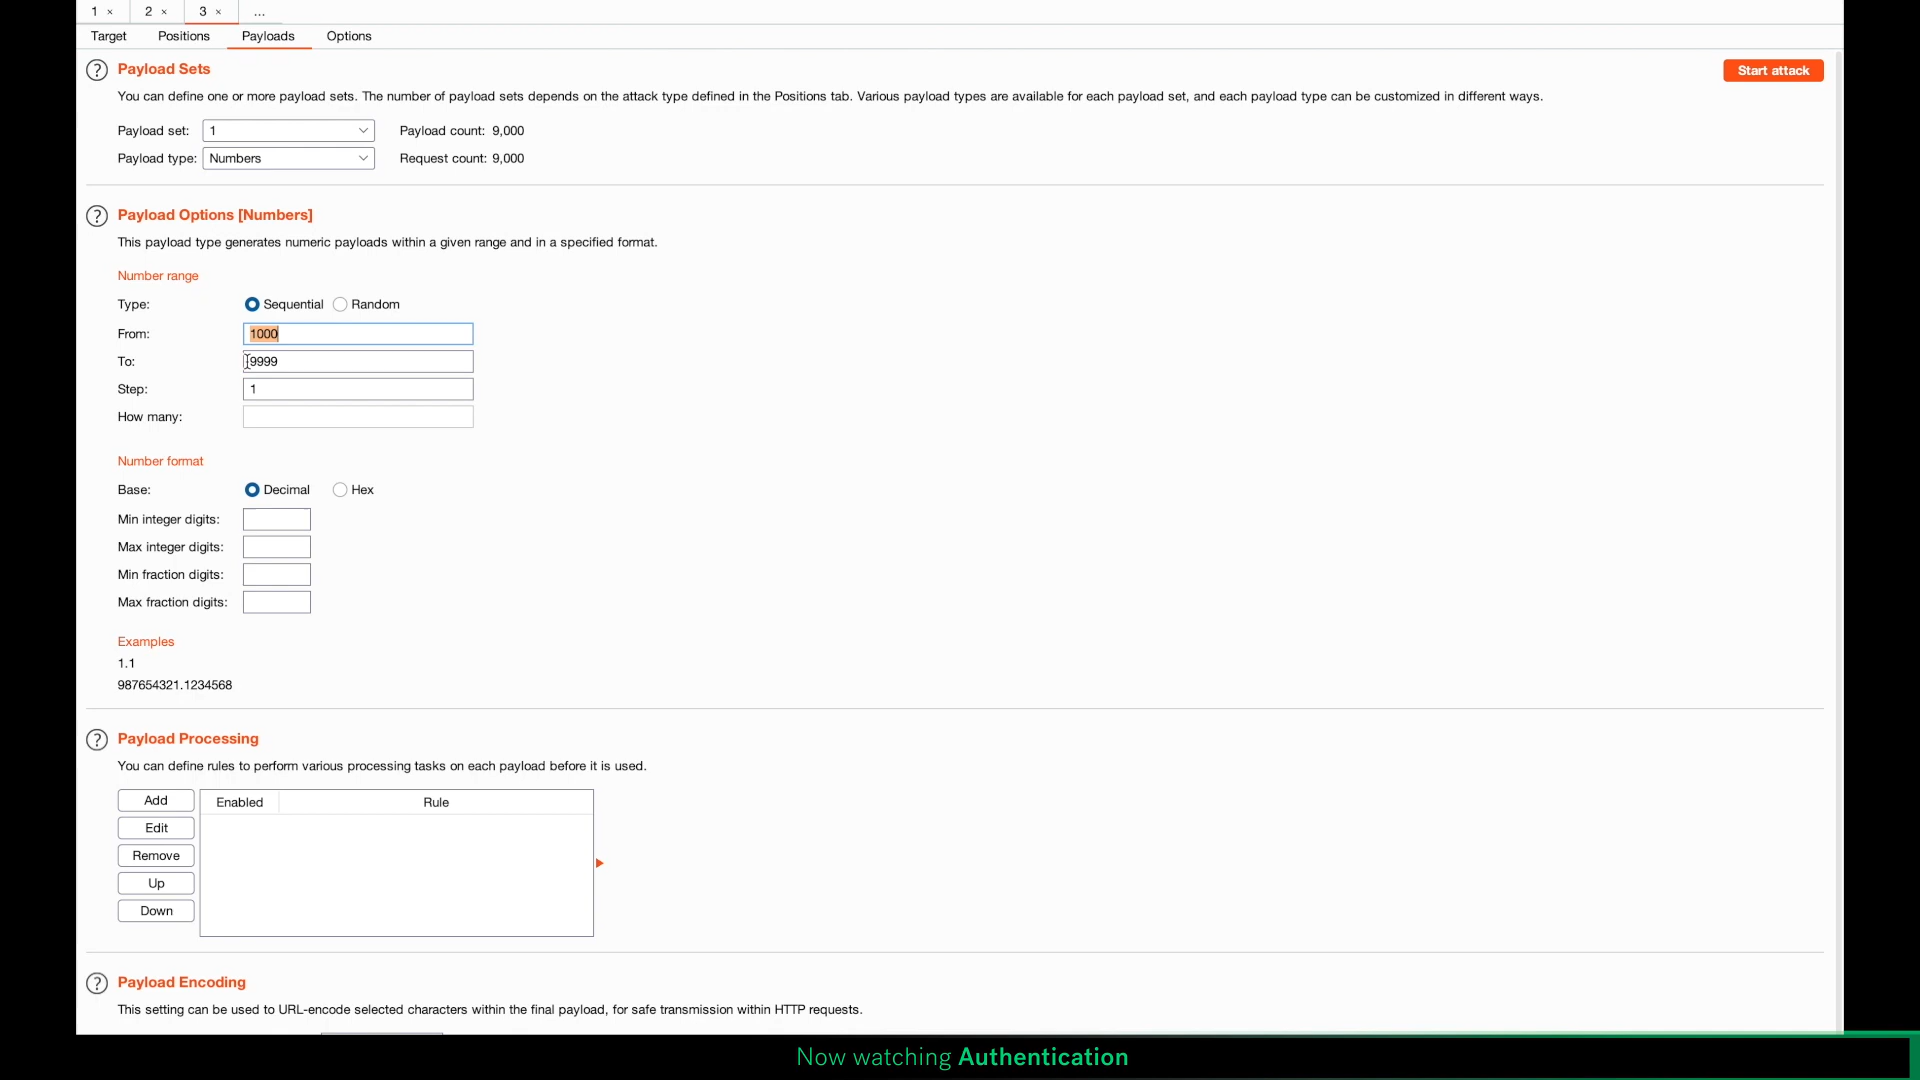 1 × 2 × 3 × ...
Target Positions Payloads Options
? Payload Sets Start attack
You can define one or more payload sets. The number of payload sets depends on the attack type defined in the Positions tab. Various payload types are available for each payload set, and each payload type can be customized in different ways.
Payload set: 1 Payload count: 9,000
Payload type: Numbers Request count: 9,000
? Payload Options [Numbers]
This payload type generates numeric payloads within a given range and in a specified format.
Number range
Type: Sequential Random
From: 1000
To: 9999
Step: 1
How many:
Number format
Base: Decimal Hex
Min integer digits:
Max integer digits:
Min fraction digits:
Max fraction digits:
Examples
1.1
987654321.1234568
? Payload Processing
You can define rules to perform various processing tasks on each payload before it is used.
Add Enabled Rule
Edit
Remove
Up
Down
? Payload Encoding
This setting can be used to URL-encode selected characters within the final payload, for safe transmission within HTTP requests.
Now watching Authentication